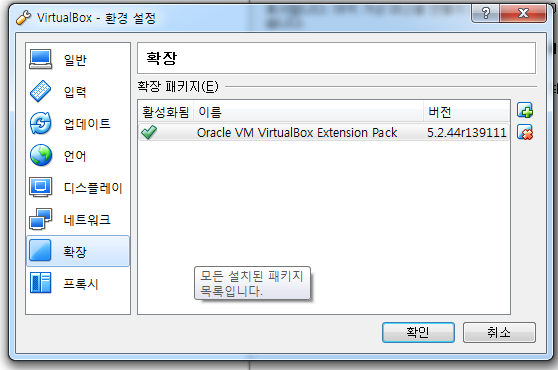 VirtualBox - 환경 설정
일반
입력
업데이트
언어
디스플레이
네트워크
확장
프록시
확장
확장 패키지(E)
활성화됨 이름 버전
Oracle VM VirtualBox Extension Pack 5.2.44r139111
모든 설치된 패키지
목록입니다.
확인 취소